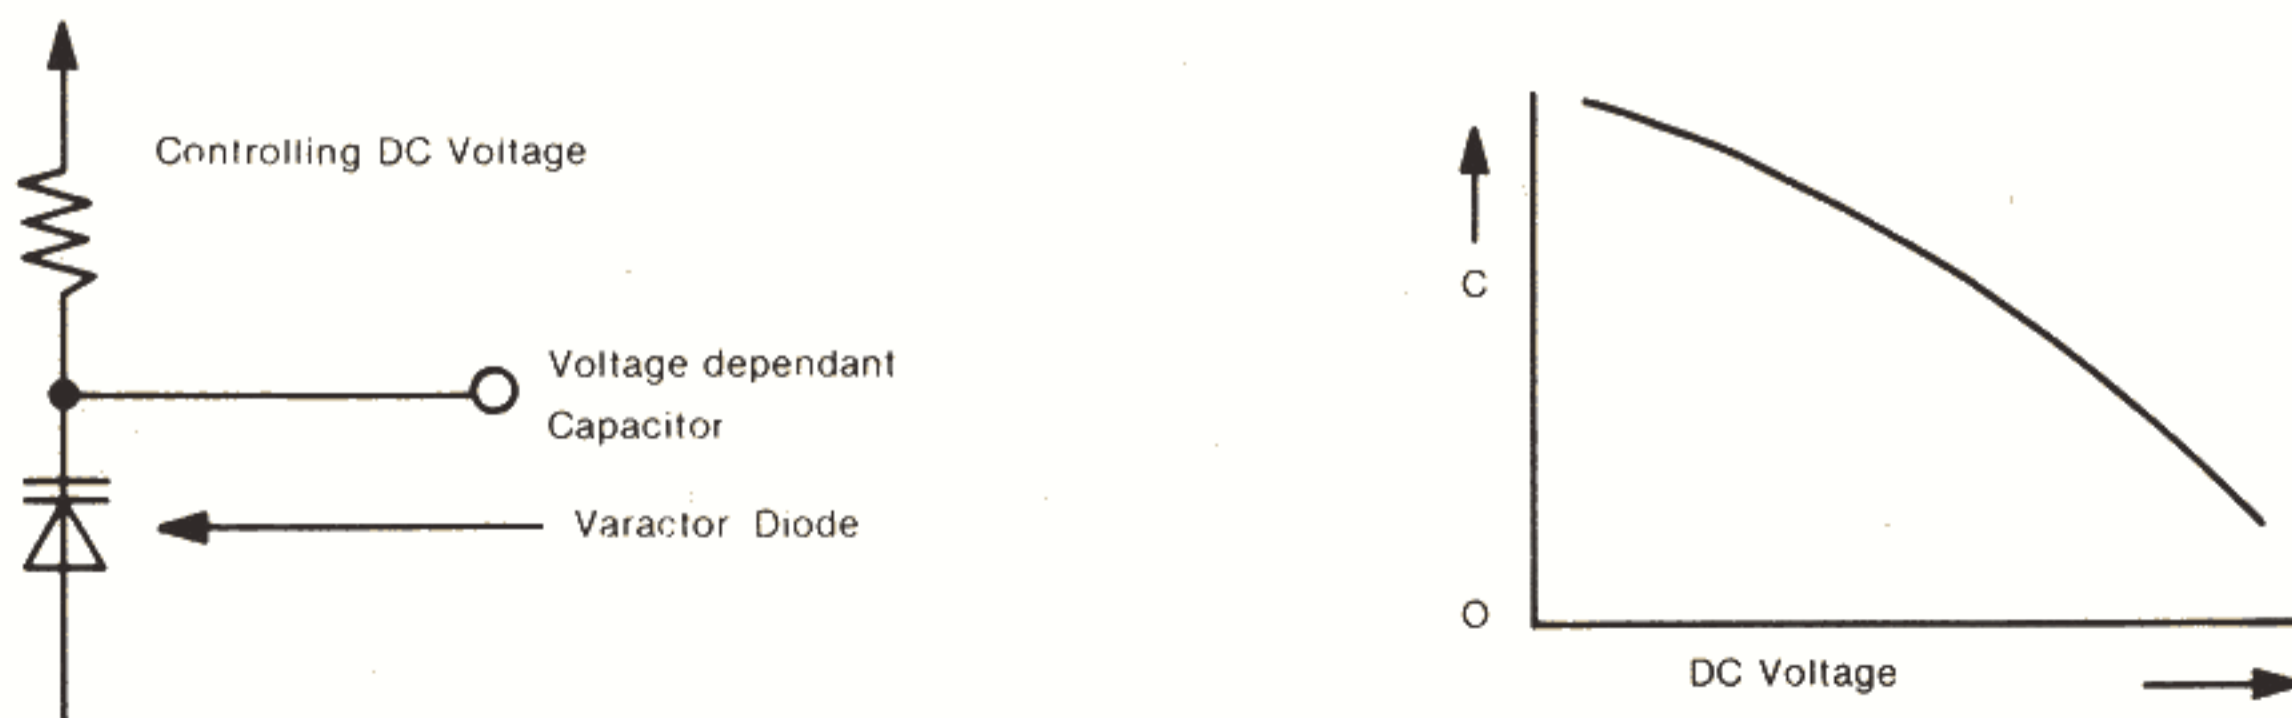 Controlling DC Voltage
Voltage dependant
Capacitor
Varactor Diode
C
O
DC Voltage